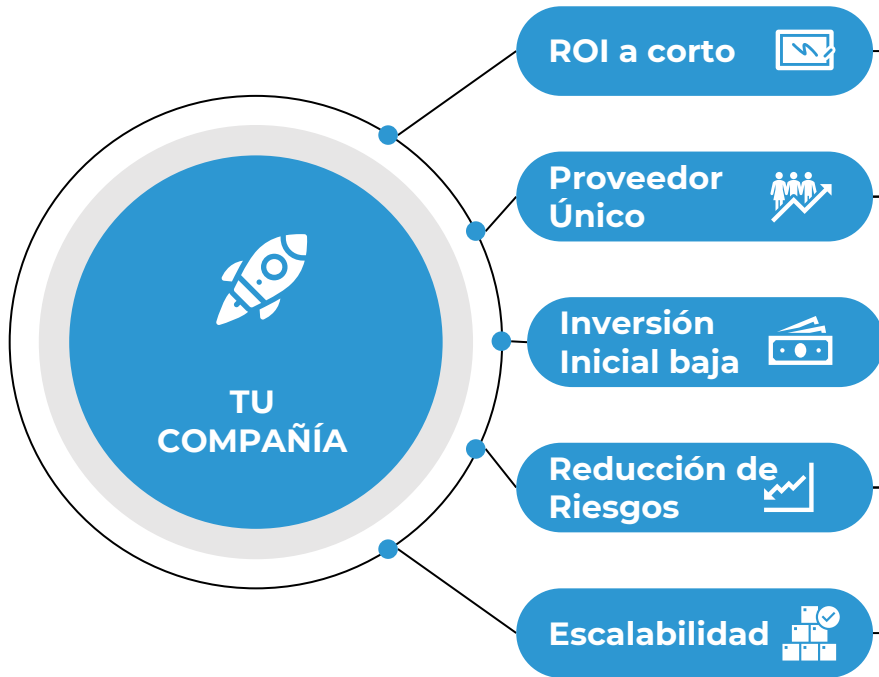 ROI a corto
Proveedor
Único
Inversión
Inicial baja
TU
COMPAÑÍA
Reducción de
Riesgos
Escalabilidad